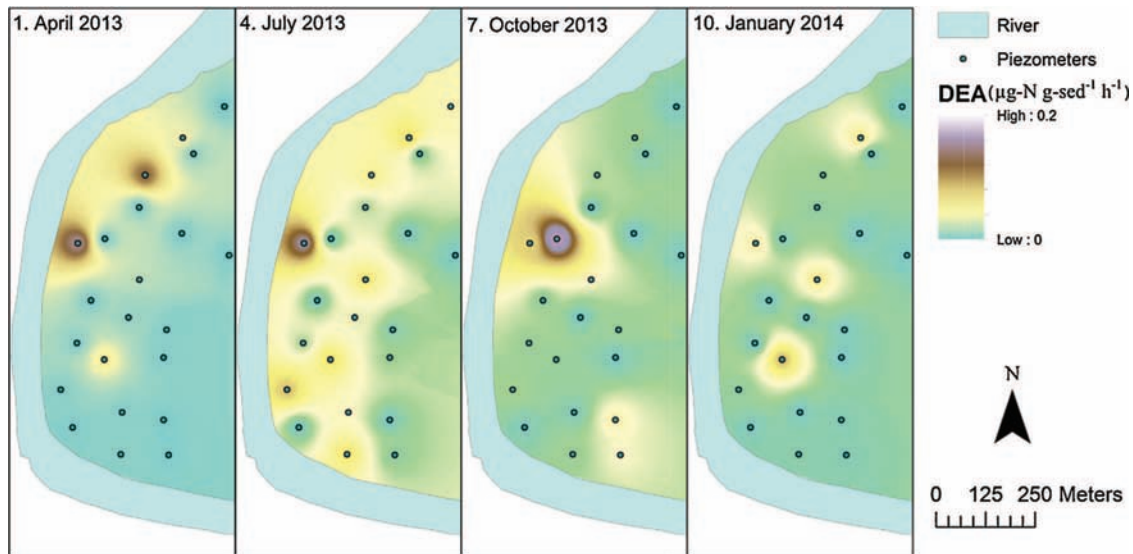 1. April 2013
4. July 2013
7. October 2013
10. January 2014
River
Piezometers
DEA (µg-N g-sed⁻¹ h⁻¹)
High : 0.2
Low : 0
N
0 125 250 Meters